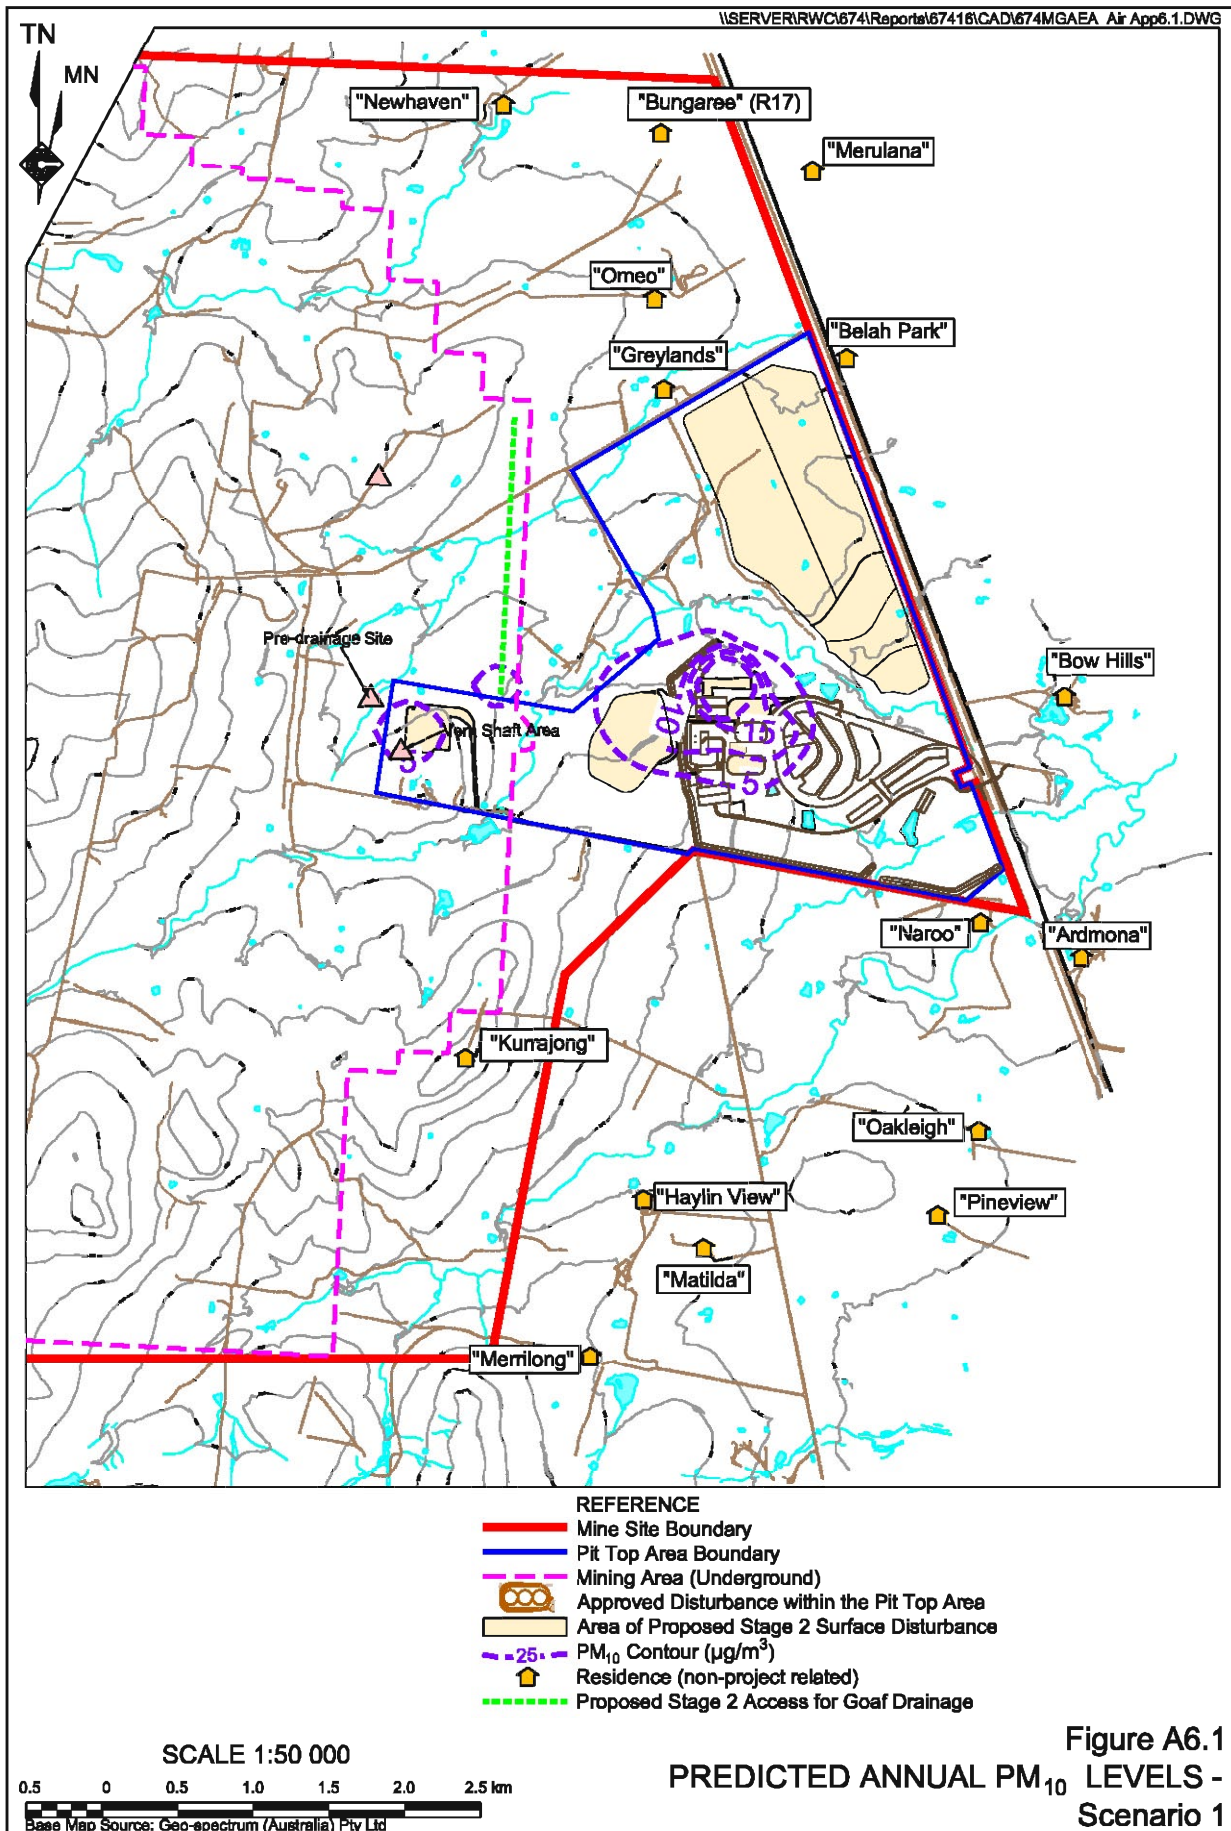 \\SERVER\RWC\674\Reports\67416\CAD\674MGAEA_Air App6.1.DWG
TN
MN
"Newhaven"
"Bungaree" (R17)
"Merulana"
"Omeo"
"Belah Park"
"Greylands"
Pre-drainage Site
"Bow Hills"
Vent Shaft Area
10
15
5
5
"Naroo"
"Ardmona"
"Kurrajong"
"Oakleigh"
"Haylin View"
"Pineview"
"Matilda"
"Merrilong"
REFERENCE
Mine Site Boundary
Pit Top Area Boundary
Mining Area (Underground)
Approved Disturbance within the Pit Top Area
Area of Proposed Stage 2 Surface Disturbance
25 PM₁₀ Contour (µg/m³)
Residence (non-project related)
Proposed Stage 2 Access for Goaf Drainage
SCALE 1:50 000
0.5 0 0.5 1.0 1.5 2.0 2.5 km
Base Map Source: Geo-spectrum (Australia) Pty Ltd
Figure A6.1
PREDICTED ANNUAL PM₁₀ LEVELS -
Scenario 1